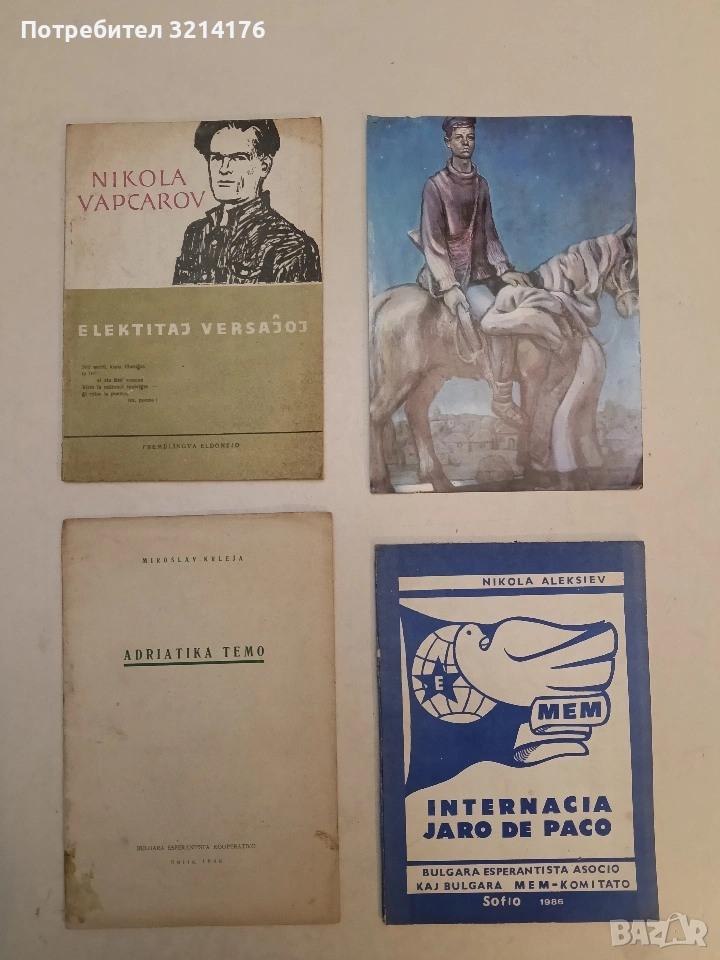 Потребител 3214176
NIKOLA
VAPCAROV
ELEKTITAJ VERSAĴOJ
FREMDLINGVA ELDONEJO
MIROSLAV KRLEJA
ADRIATIKA TEMO
BULGARA ESPERANTISTA KOOPERATIVO
NIKOLA ALEKSIEV
E
MEM
INTERNACIA
JARO DE PACO
BULGARA ESPERANTISTA ASOCIO
KAJ BULGARA MEM-KOMITATO
Sofio 1986
BAZAR